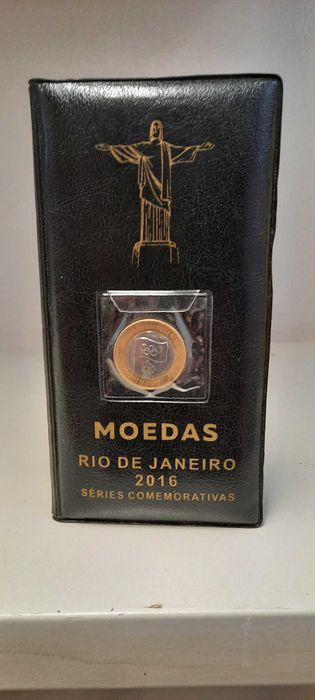 MOEDAS
RIO DE JANEIRO
2016
SÉRIES COMEMORATIVAS